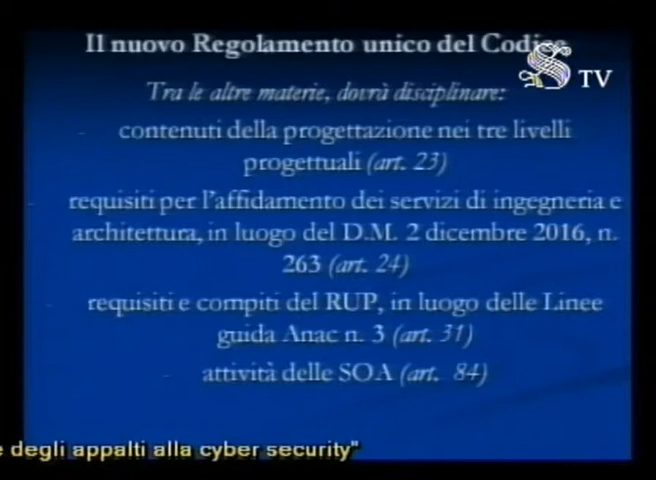 Il nuovo Regolamento unico del Codice
TV
Tra le altre materie, dovrà disciplinare:
- contenuti della progettazione nei tre livelli
progettuali (art. 23)
- requisiti per l'affidamento dei servizi di ingegneria e
architettura, in luogo del D.M. 2 dicembre 2016, n.
263 (art. 24)
- requisiti e compiti del RUP, in luogo delle Linee
guida Anac n. 3 (art. 31)
- attività delle SOA (art. 84)
e degli appalti alla cyber security"